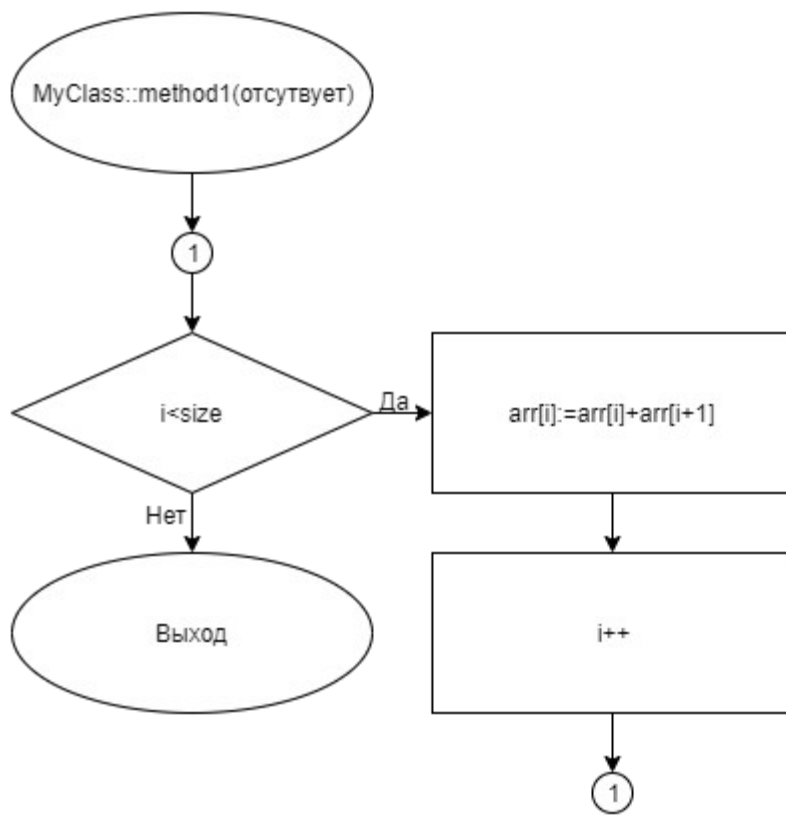 MyClass::method1(отсутвует)
1
i<size
Да
arr[i]:=arr[i]+arr[i+1]
Нет
Выход
i++
1